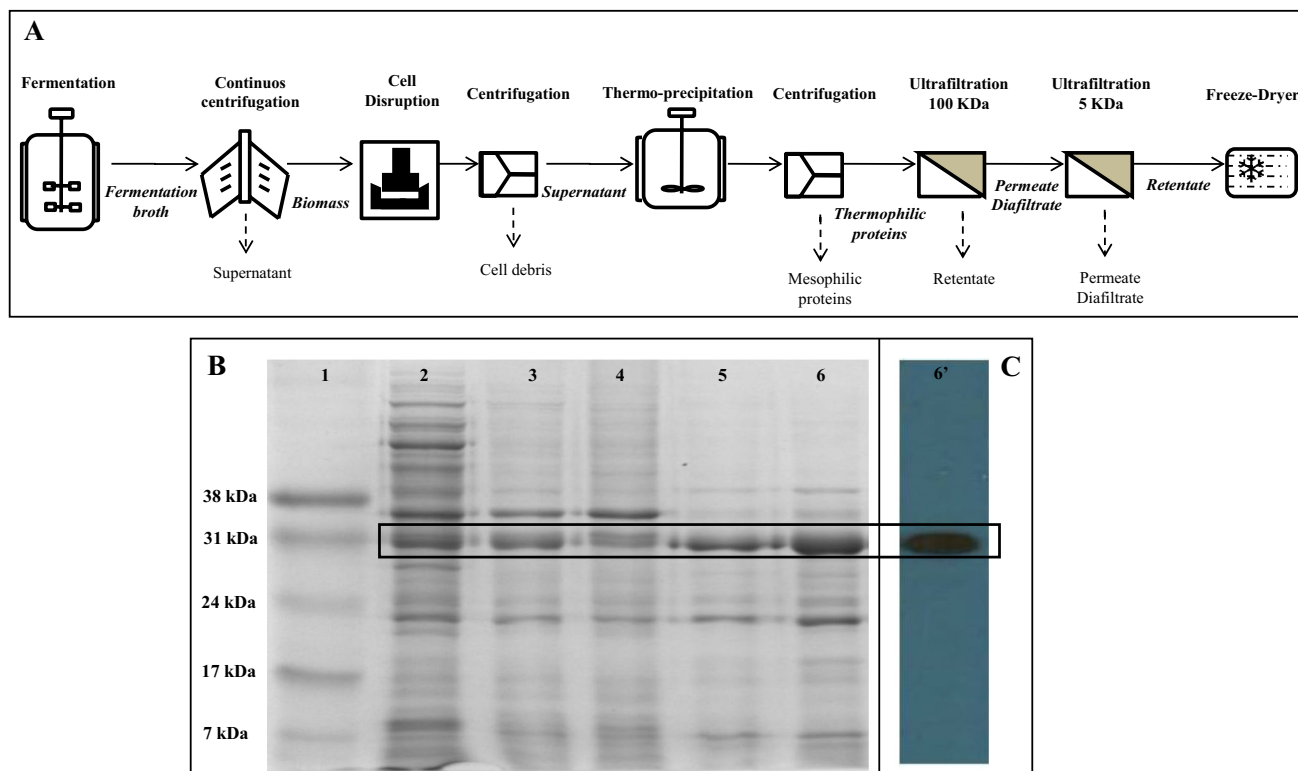 A
Fermentation
Continuos
centrifugation
Cell
Disruption
Centrifugation
Thermo-precipitation
Centrifugation
Ultrafiltration
100 KDa
Ultrafiltration
5 KDa
Freeze-Dryer
Fermentation
broth
Biomass
Supernatant
Thermophilic
proteins
Permeate
Diafiltrate
Retentate
Supernatant
Cell debris
Mesophilic
proteins
Retentate
Permeate
Diafiltrate
B
1 2 3 4 5 6
6’
C
38 kDa
31 kDa
24 kDa
17 kDa
7 kDa